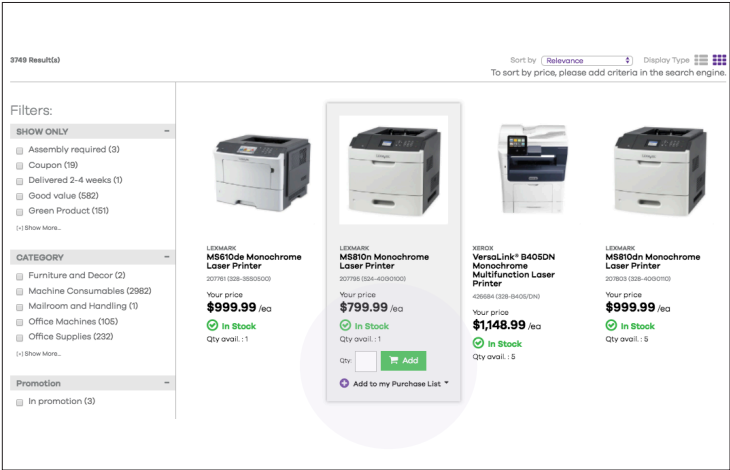 3749 Result(s)
Sort by Relevance Display Type
To sort by price, please add criteria in the search engine.
Filters:
SHOW ONLY −
Assembly required (3)
Coupon (19)
Delivered 2-4 weeks (1)
Good value (582)
Green Product (151)
[+] Show More...
CATEGORY −
Furniture and Decor (2)
Machine Consumables (2982)
Mailroom and Handling (1)
Office Machines (105)
Office Supplies (232)
[+] Show More...
Promotion −
In promotion (3)
LEXMARK
MS610de Monochrome
Laser Printer
207761 (328-3550500)
Your price
$999.99 /ea
In Stock
Qty avail. : 1
LEXMARK
MS810n Monochrome
Laser Printer
207795 (524-40G0100)
Your price
$799.99 /ea
In Stock
Qty avail. : 1
Qty: Add
Add to my Purchase List
XEROX
VersaLink® B405DN
Monochrome
Multifunction Laser
Printer
426684 (328-B405/DN)
Your price
$1,148.99 /ea
In Stock
Qty avail. : 5
LEXMARK
MS810dn Monochrome
Laser Printer
207803 (328-40G0110)
Your price
$999.99 /ea
In Stock
Qty avail. : 5